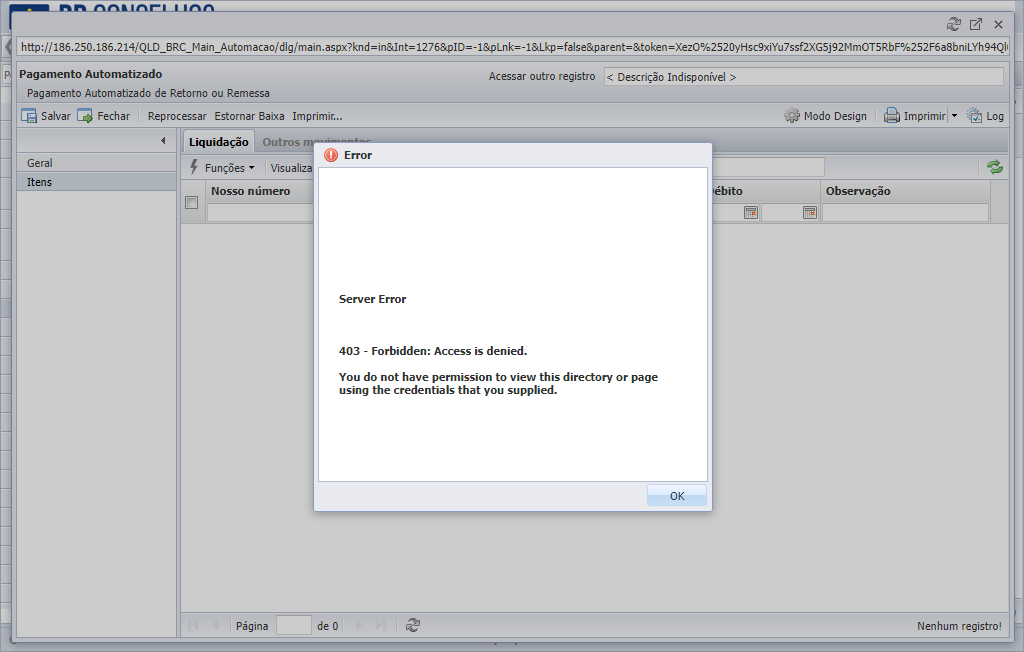 BR CONSELHOS
http://186.250.186.214/QLD_BRC_Main_Automacao/dlg/main.aspx?knd=in&Int=1276&pID=-1&pLnk=-1&Lkp=false&parent=&token=XezO%2520yHsc9xiYu7ssf2XG5j92MmOT5RbF%252F6a8bniLYh94Qlu
Pagamento Automatizado
Acessar outro registro
< Descrição Indisponível >
Pagamento Automatizado de Retorno ou Remessa
Salvar Fechar Reprocessar Estornar Baixa Imprimir... Modo Design Imprimir Log
Geral
Itens
Liquidação Outros movimentos
Funções Visualiza
Nosso número ébito Observação
Error
Server Error
403 - Forbidden: Access is denied.
You do not have permission to view this directory or page
using the credentials that you supplied.
OK
Página de 0
Nenhum registro!